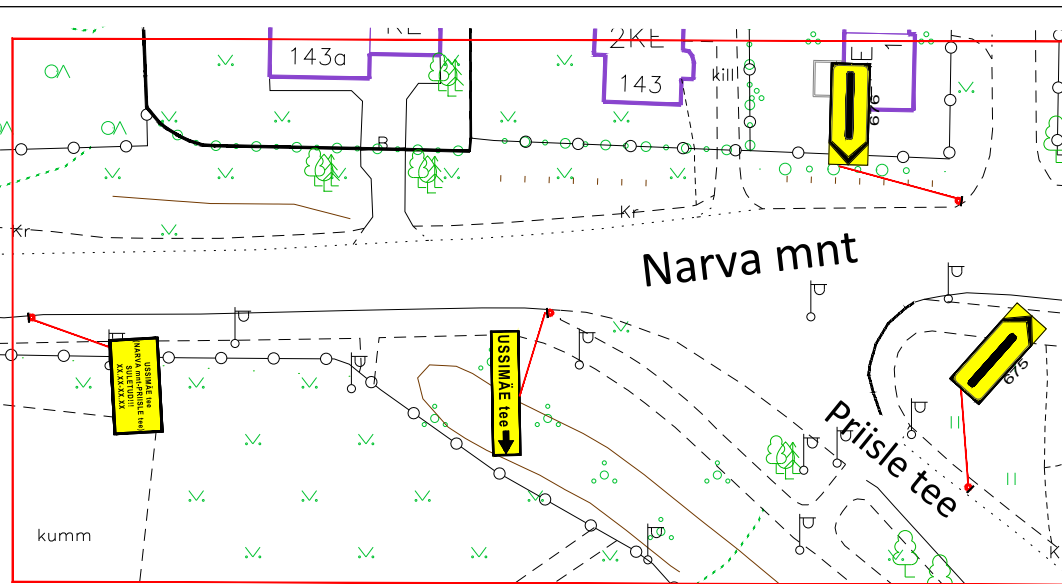 KE
143a
2KE
143
kill
E
1
676
B
Kr
Kr
Narva mnt
USSIMÄE tee
(NARVA mnt-PRIISLE tee)
SULETUD!!!
XX.XX-XX.XX
USSIMÄE tee
675
Priisle tee
kumm
K